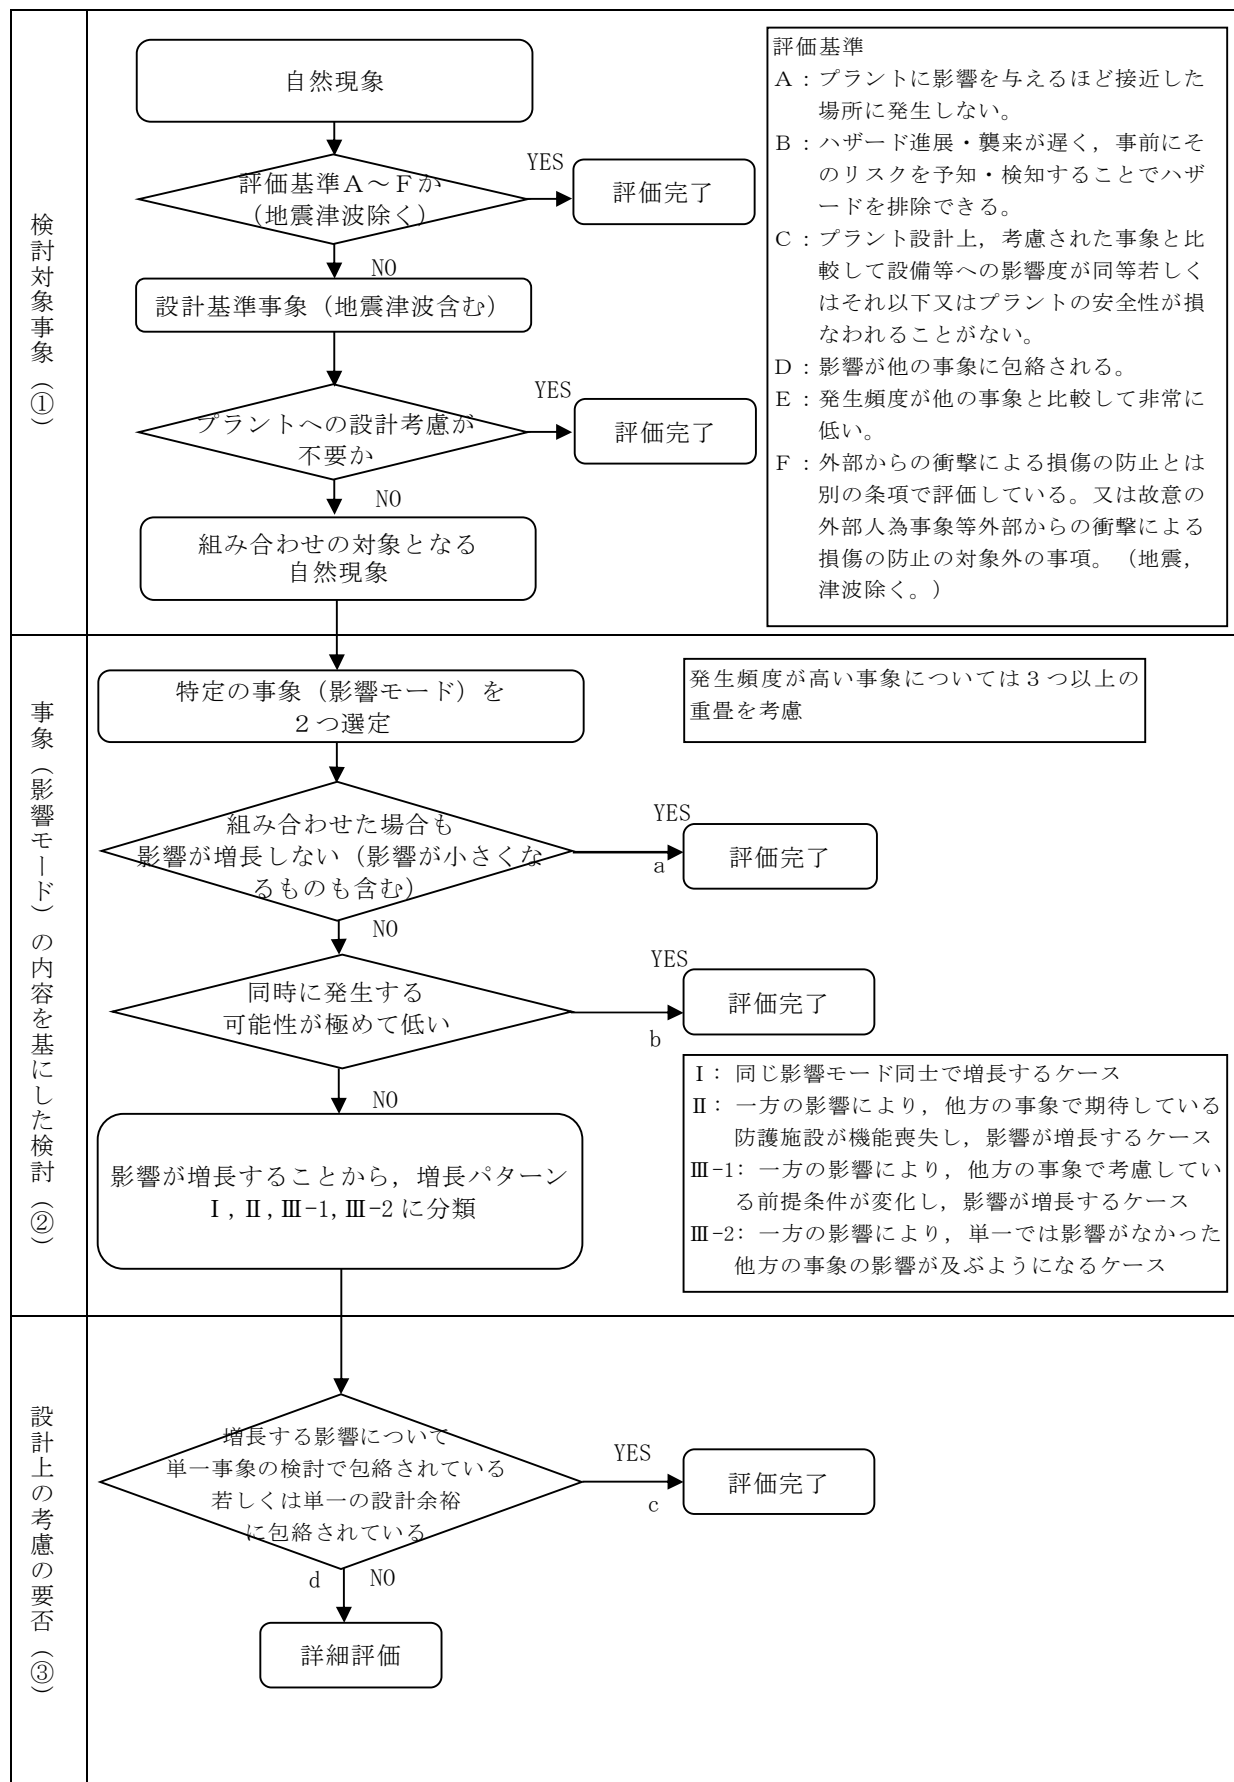 検討対象事象（①）
自然現象
評価基準Ａ～Ｆか
（地震津波除く）
YES
評価完了
NO
設計基準事象（地震津波含む）
プラントへの設計考慮が
不要か
YES
評価完了
NO
組み合わせの対象となる
自然現象
評価基準
Ａ：プラントに影響を与えるほど接近した
場所に発生しない。
Ｂ：ハザード進展・襲来が遅く，事前にそ
のリスクを予知・検知することでハザ
ードを排除できる。
Ｃ：プラント設計上，考慮された事象と比
較して設備等への影響度が同等若しく
はそれ以下又はプラントの安全性が損
なわれることがない。
Ｄ：影響が他の事象に包絡される。
Ｅ：発生頻度が他の事象と比較して非常に
低い。
Ｆ：外部からの衝撃による損傷の防止とは
別の条項で評価している。又は故意の
外部人為事象等外部からの衝撃による
損傷の防止の対象外の事項。（地震，
津波除く。）
事象（影響モード）の内容を基にした検討（②）
特定の事象（影響モード）を
２つ選定
発生頻度が高い事象については３つ以上の
重畳を考慮
組み合わせた場合も
影響が増長しない（影響が小さくな
るものも含む）
YES
a
評価完了
NO
同時に発生する
可能性が極めて低い
YES
b
評価完了
NO
影響が増長することから，増長パターン
Ⅰ,Ⅱ,Ⅲ-1,Ⅲ-2 に分類
Ⅰ：同じ影響モード同士で増長するケース
Ⅱ：一方の影響により，他方の事象で期待している
防護施設が機能喪失し，影響が増長するケース
Ⅲ-1：一方の影響により，他方の事象で考慮してい
る前提条件が変化し，影響が増長するケース
Ⅲ-2：一方の影響により，単一では影響がなかった
他方の事象の影響が及ぶようになるケース
設計上の考慮の要否（③）
増長する影響について
単一事象の検討で包絡されている
若しくは単一の設計余裕
に包絡されている
YES
c
評価完了
d
NO
詳細評価